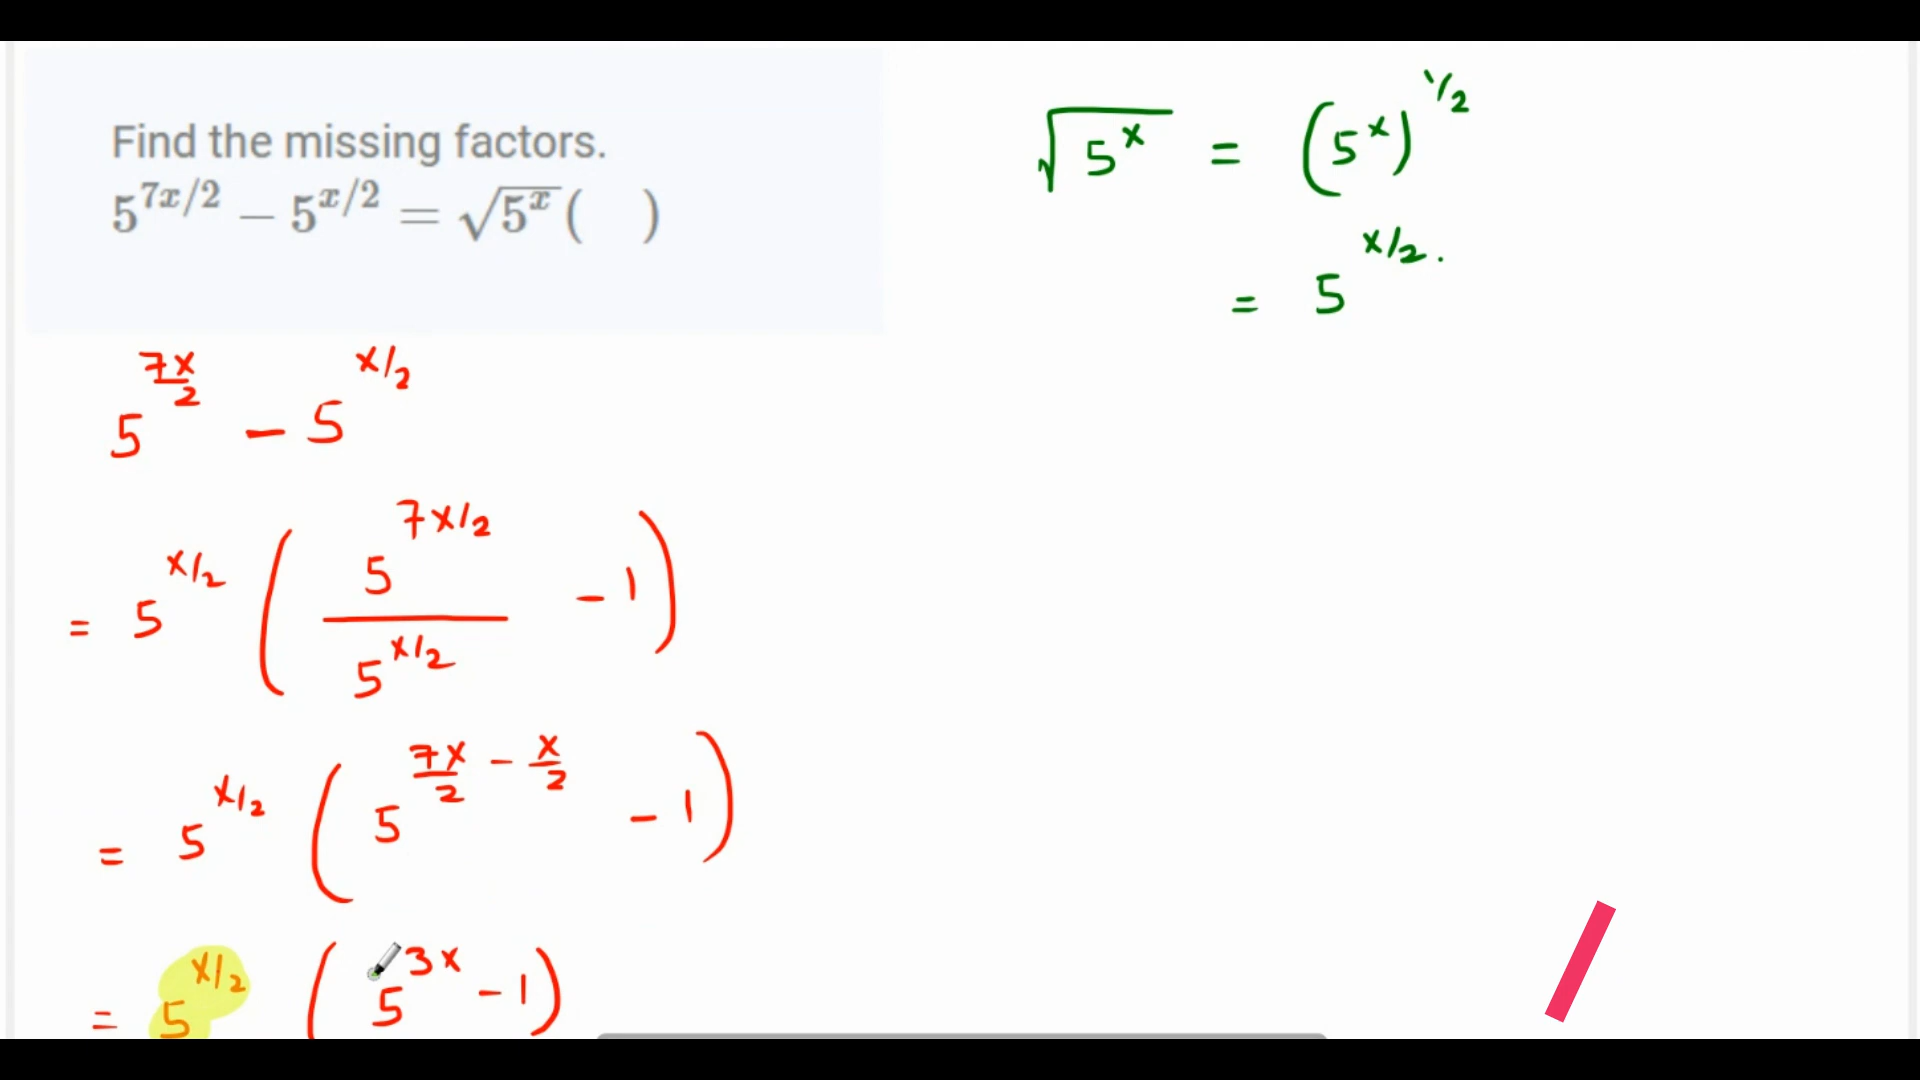 Find the missing factors.
5^{7x/2} − 5^{x/2} = √(5^x) (   )
√(5^x) = (5^x)^{1/2}
= 5^{x/2}.
5^{7x/2} − 5^{x/2}
= 5^{x/2} ( 5^{7x/2} / 5^{x/2} − 1 )
= 5^{x/2} ( 5^{7x/2 − x/2} − 1 )
= 5^{x/2} ( 5^{3x} − 1 )